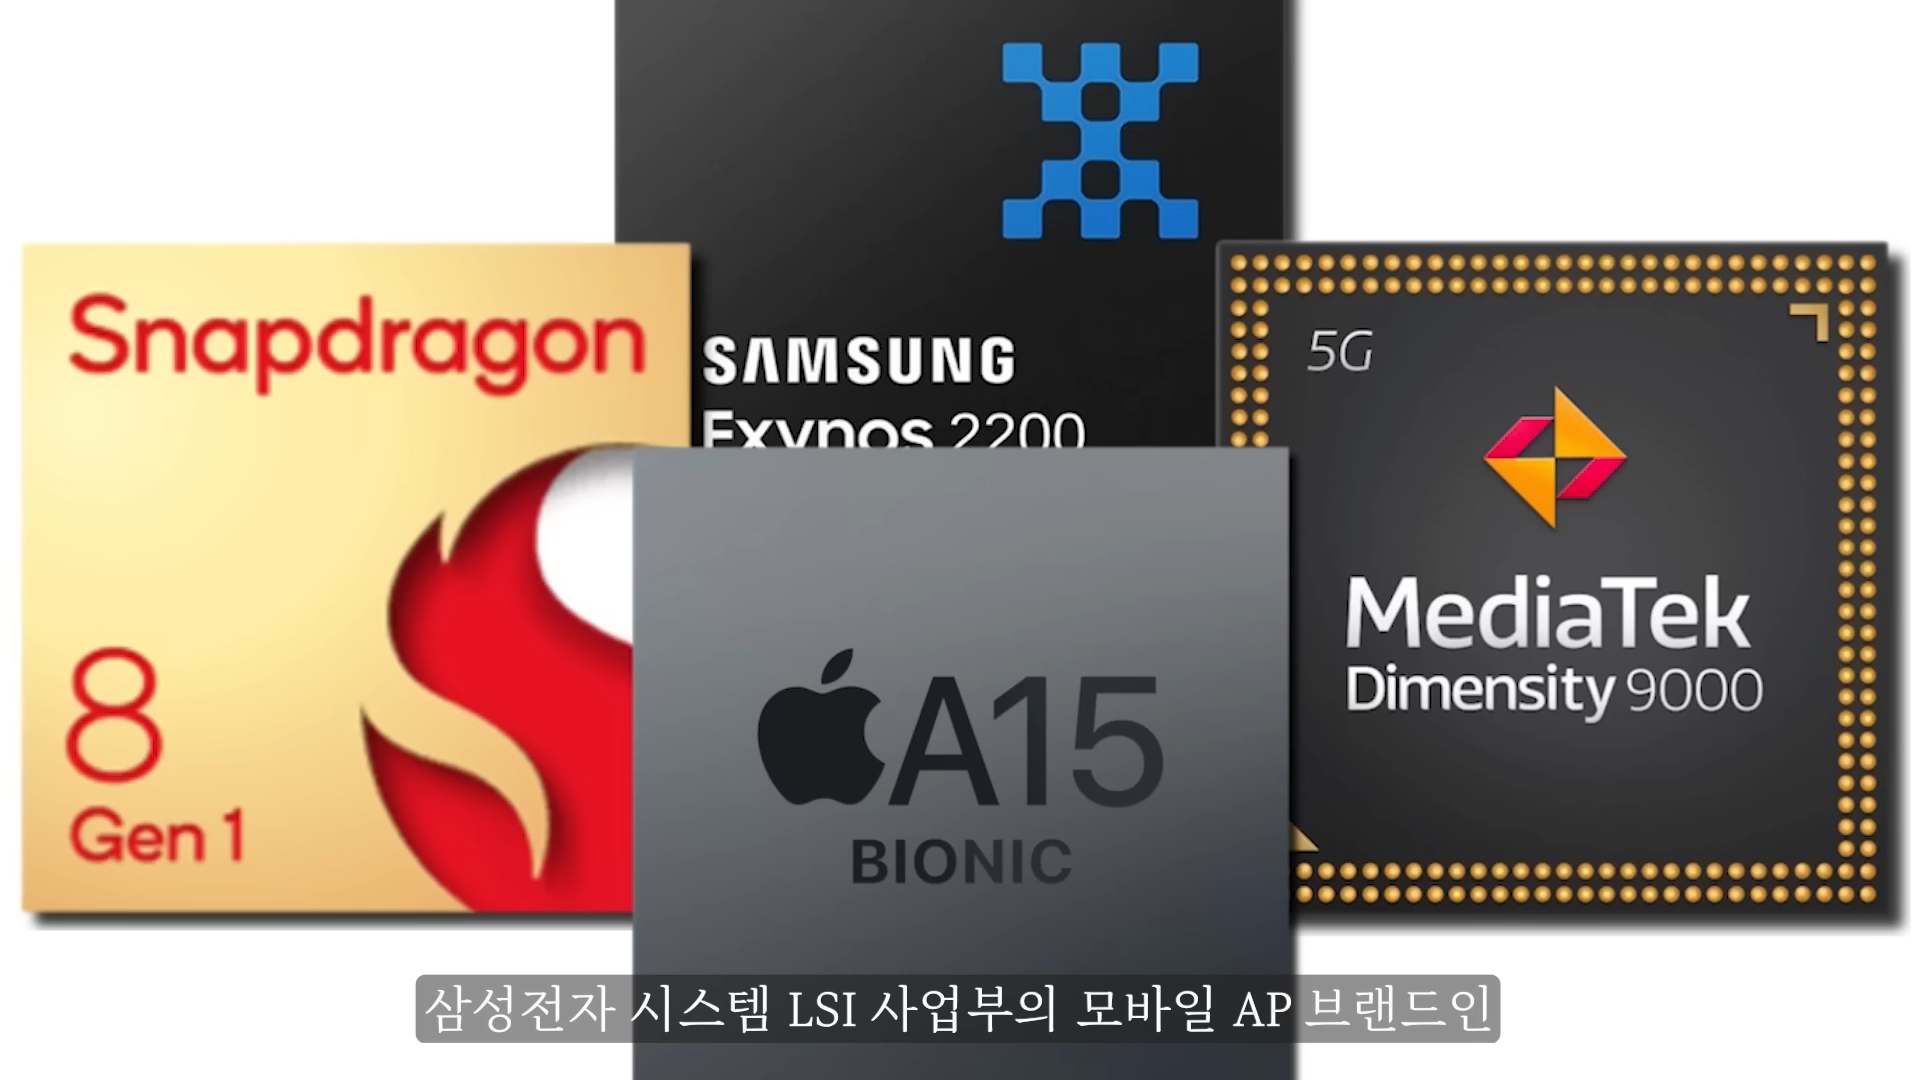 Snapdragon
8
Gen 1
SAMSUNG
Exynos 2200
5G
MediaTek
Dimensity 9000
A15
BIONIC
삼성전자 시스템 LSI 사업부의 모바일 AP 브랜드인